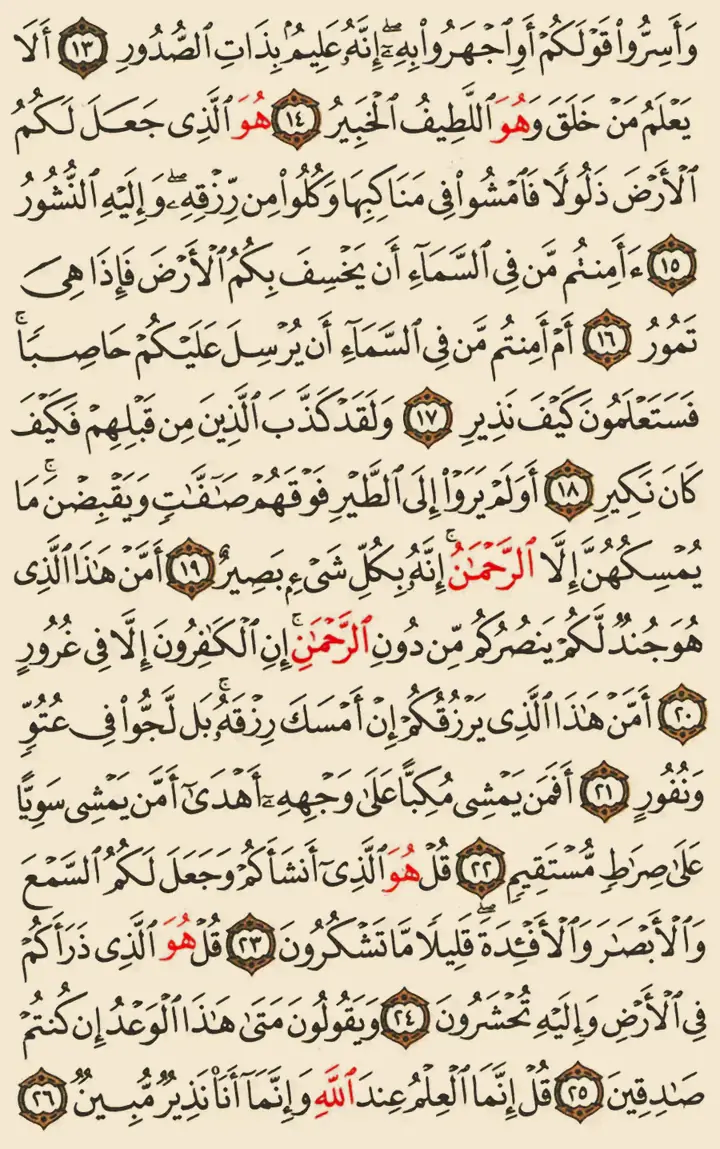 وَأَسِرُّوا۟ قَوْلَكُمْ أَوِ ٱجْهَرُوا۟ بِهِۦٓ ۖ إِنَّهُۥ عَلِيمٌۢ بِذَاتِ ٱلصُّدُورِ ١٣ أَلَا
يَعْلَمُ مَنْ خَلَقَ وَهُوَ ٱللَّطِيفُ ٱلْخَبِيرُ ١٤ هُوَ ٱلَّذِى جَعَلَ لَكُمُ
ٱلْأَرْضَ ذَلُولًا فَٱمْشُوا۟ فِى مَنَاكِبِهَا وَكُلُوا۟ مِن رِّزْقِهِۦ ۖ وَإِلَيْهِ ٱلنُّشُورُ
١٥ ءَأَمِنتُم مَّن فِى ٱلسَّمَآءِ أَن يَخْسِفَ بِكُمُ ٱلْأَرْضَ فَإِذَا هِىَ
تَمُورُ ١٦ أَمْ أَمِنتُم مَّن فِى ٱلسَّمَآءِ أَن يُرْسِلَ عَلَيْكُمْ حَاصِبًا ۖ
فَسَتَعْلَمُونَ كَيْفَ نَذِيرِ ١٧ وَلَقَدْ كَذَّبَ ٱلَّذِينَ مِن قَبْلِهِمْ فَكَيْفَ
كَانَ نَكِيرِ ١٨ أَوَلَمْ يَرَوْا۟ إِلَى ٱلطَّيْرِ فَوْقَهُمْ صَـٰٓفَّـٰتٍ وَيَقْبِضْنَ ۚ مَا
يُمْسِكُهُنَّ إِلَّا ٱلرَّحْمَـٰنُ ۚ إِنَّهُۥ بِكُلِّ شَىْءٍۭ بَصِيرٌ ١٩ أَمَّنْ هَـٰذَا ٱلَّذِى
هُوَ جُندٌ لَّكُمْ يَنصُرُكُم مِّن دُونِ ٱلرَّحْمَـٰنِ ۚ إِنِ ٱلْكَـٰفِرُونَ إِلَّا فِى غُرُورٍ
٢٠ أَمَّنْ هَـٰذَا ٱلَّذِى يَرْزُقُكُمْ إِنْ أَمْسَكَ رِزْقَهُۥ ۚ بَل لَّجُّوا۟ فِى عُتُوٍّ
وَنُفُورٍ ٢١ أَفَمَن يَمْشِى مُكِبًّا عَلَىٰ وَجْهِهِۦٓ أَهْدَىٰٓ أَمَّن يَمْشِى سَوِيًّا
عَلَىٰ صِرَٰطٍ مُّسْتَقِيمٍ ٢٢ قُلْ هُوَ ٱلَّذِىٓ أَنشَأَكُمْ وَجَعَلَ لَكُمُ ٱلسَّمْعَ
وَٱلْأَبْصَـٰرَ وَٱلْأَفْـِٔدَةَ ۖ قَلِيلًا مَّا تَشْكُرُونَ ٢٣ قُلْ هُوَ ٱلَّذِى ذَرَأَكُمْ
فِى ٱلْأَرْضِ وَإِلَيْهِ تُحْشَرُونَ ٢٤ وَيَقُولُونَ مَتَىٰ هَـٰذَا ٱلْوَعْدُ إِن كُنتُمْ
صَـٰدِقِينَ ٢٥ قُلْ إِنَّمَا ٱلْعِلْمُ عِندَ ٱللَّهِ وَإِنَّمَآ أَنَا۠ نَذِيرٌ مُّبِينٌ ٢٦